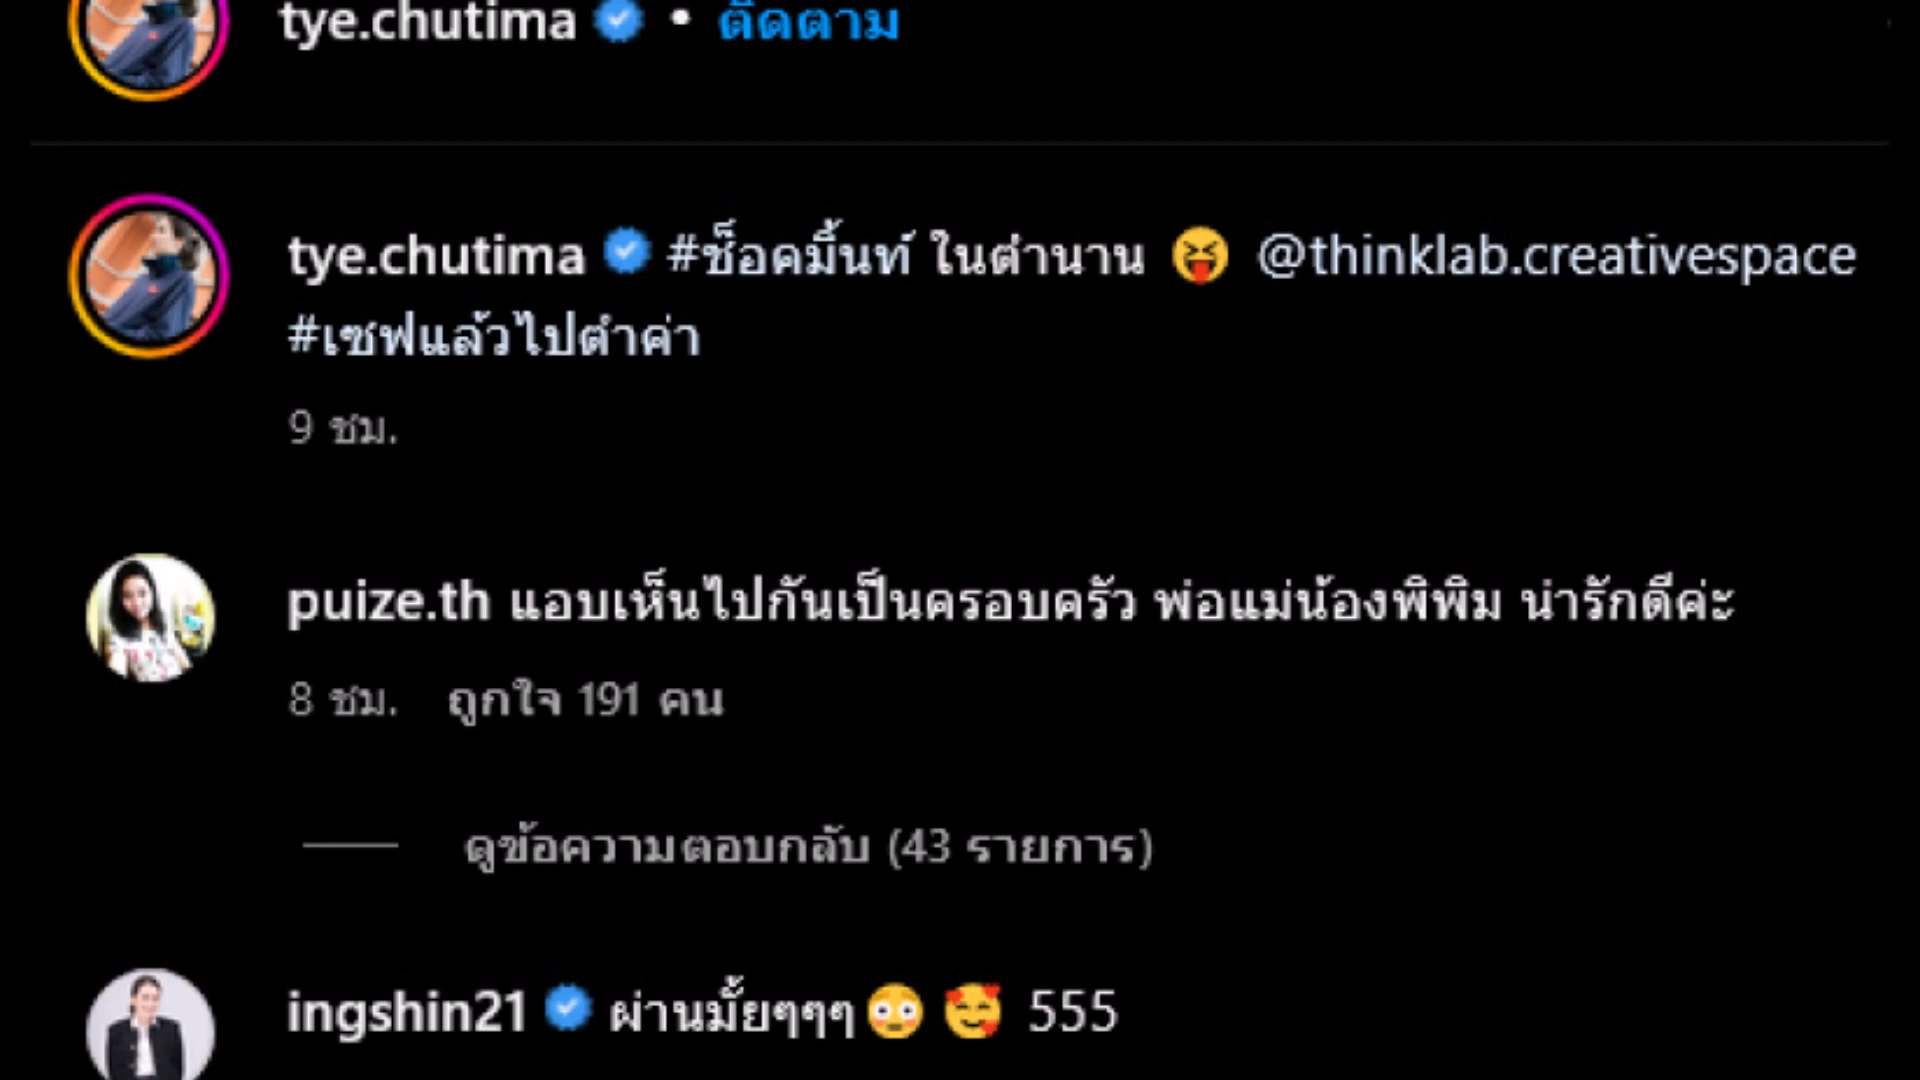 tye.chutima • ติดตาม
tye.chutima #ช็อคมิ้นท์ ในตำนาน 😝 @thinklab.creativespace
#เซฟแล้วไปตำค่า
9 ชม.
puize.th แอบเห็นไปกันเป็นครอบครัว พ่อแม่น้องพิพิม น่ารักดีค่ะ
8 ชม. ถูกใจ 191 คน
ดูข้อความตอบกลับ (43 รายการ)
ingshin21 ผ่านมั้ยๆๆๆ😳 🥰 555